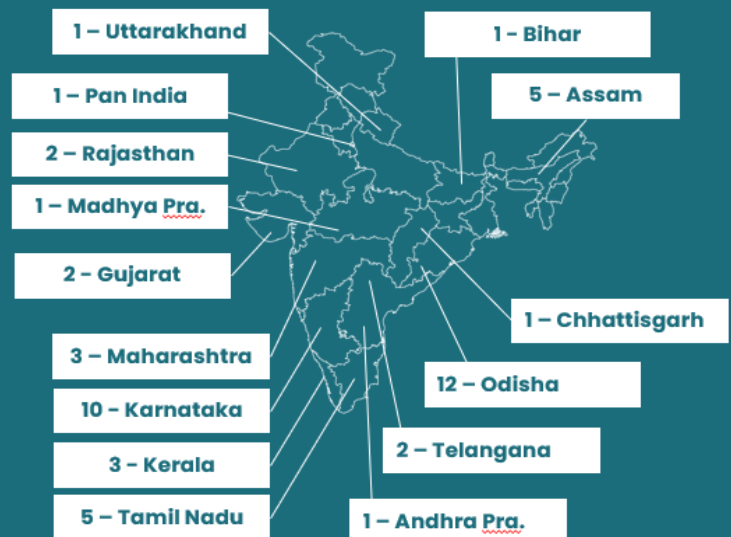 1 – Uttarakhand
1 - Bihar
1 – Pan India
5 – Assam
2 – Rajasthan
1 – Madhya Pra.
2 - Gujarat
1 – Chhattisgarh
3 – Maharashtra
12 – Odisha
10 - Karnataka
2 – Telangana
3 - Kerala
5 – Tamil Nadu
1 – Andhra Pra.